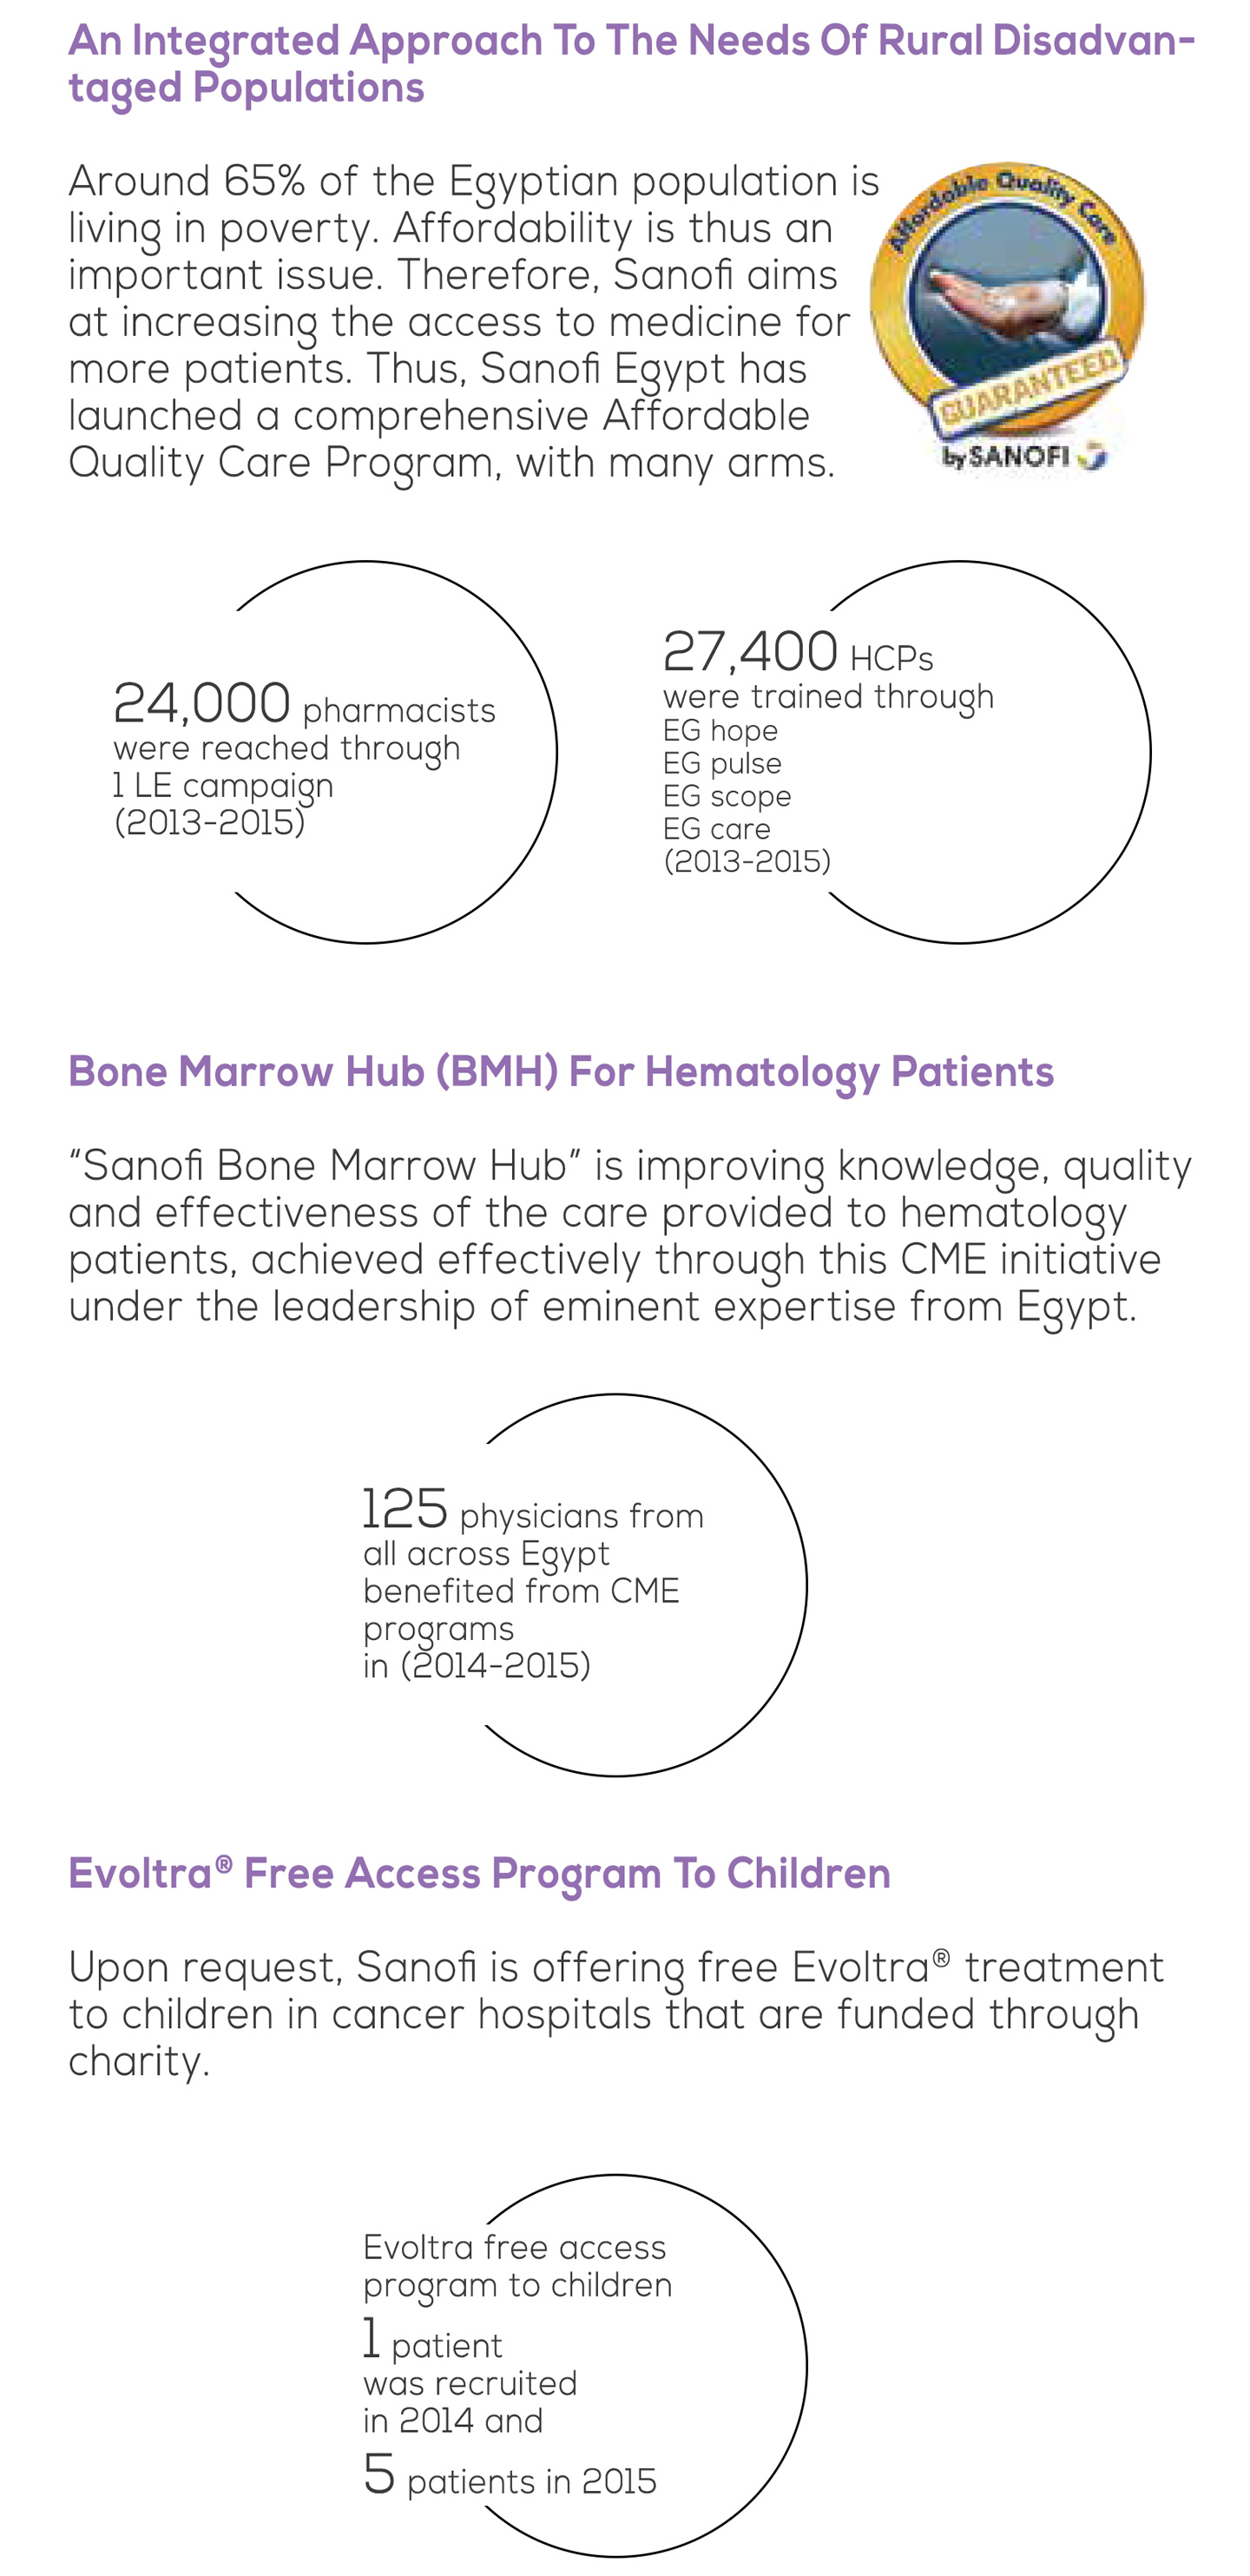 An Integrated Approach To The Needs Of Rural Disadvan-
taged Populations
Around 65% of the Egyptian population is
living in poverty. Affordability is thus an
important issue. Therefore, Sanofi aims
at increasing the access to medicine for
more patients. Thus, Sanofi Egypt has
launched a comprehensive Affordable
Quality Care Program, with many arms.
Affordable Quality Care
GUARANTEED
by SANOFI
24,000 pharmacists
were reached through
1 LE campaign
(2013-2015)
27,400 HCPs
were trained through
EG hope
EG pulse
EG scope
EG care
(2013-2015)
Bone Marrow Hub (BMH) For Hematology Patients
“Sanofi Bone Marrow Hub” is improving knowledge, quality
and effectiveness of the care provided to hematology
patients, achieved effectively through this CME initiative
under the leadership of eminent expertise from Egypt.
125 physicians from
all across Egypt
benefited from CME
programs
in (2014-2015)
Evoltra® Free Access Program To Children
Upon request, Sanofi is offering free Evoltra® treatment
to children in cancer hospitals that are funded through
charity.
Evoltra free access
program to children
1 patient
was recruited
in 2014 and
5 patients in 2015